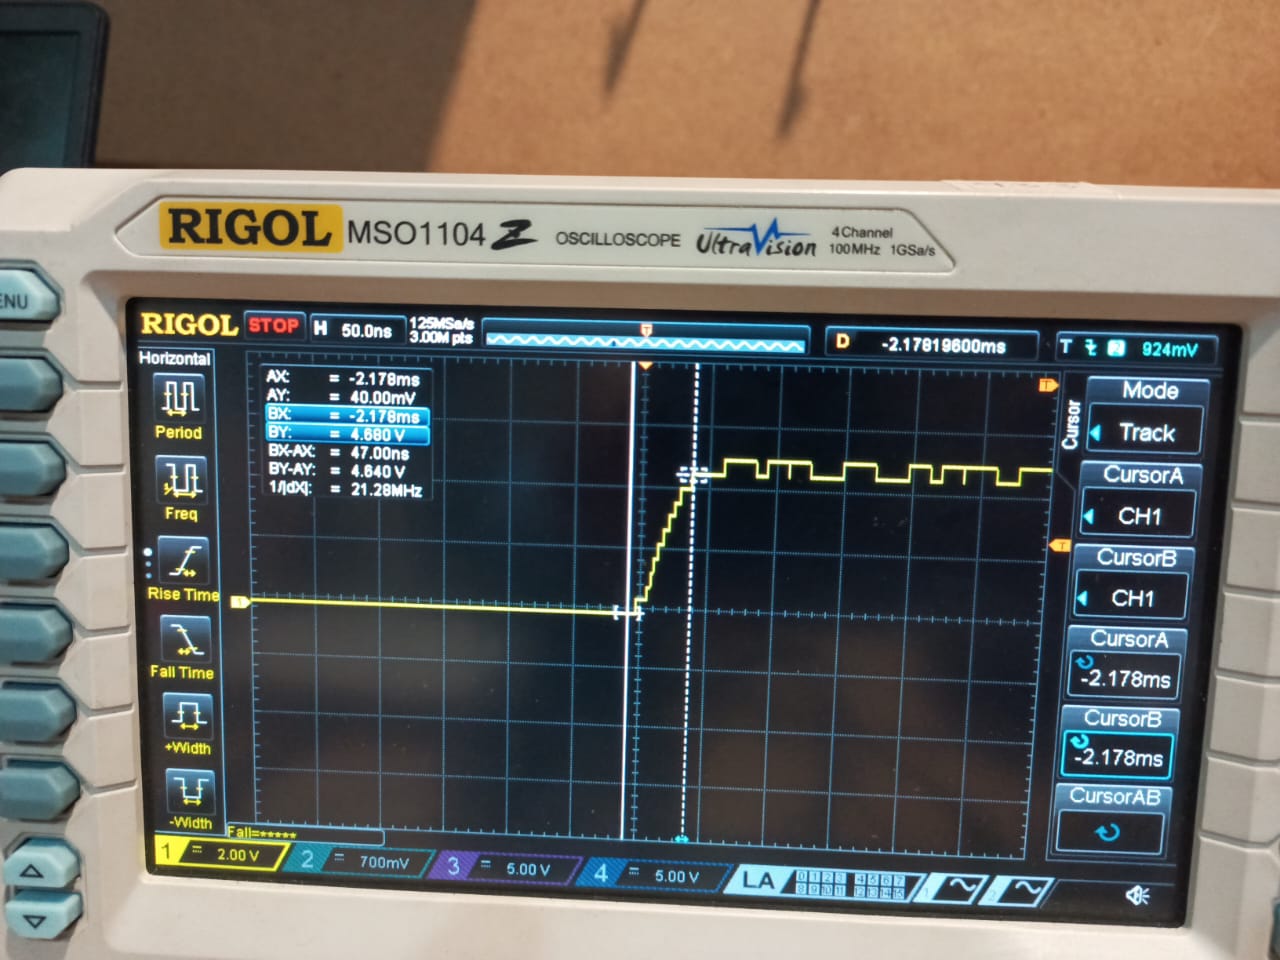 RIGOL MSO1104 Z OSCILLOSCOPE UltraVision 4 Channel
100MHz 1GSa/s
ENU
RIGOL STOP H 50.0ns 125MSa/s
3.00M pts
D -2.17819600ms T 924mV
Horizontal
Period
Freq
Rise Time
Fall Time
+Width
-Width
AX: = -2.178ms
AY: = 40.00mV
BX: = -2.178ms
BY: = 4.680 V
BX-AX: = 47.00ns
BY-AY: = 4.640 V
1/|dX|: = 21.28MHz
Cursor
Mode
Track
CursorA
CH1
CursorB
CH1
CursorA
-2.178ms
CursorB
-2.178ms
CursorAB
Fall=*****
1 = 2.00 V 2 = 700mV 3 = 5.00 V 4 = 5.00 V LA